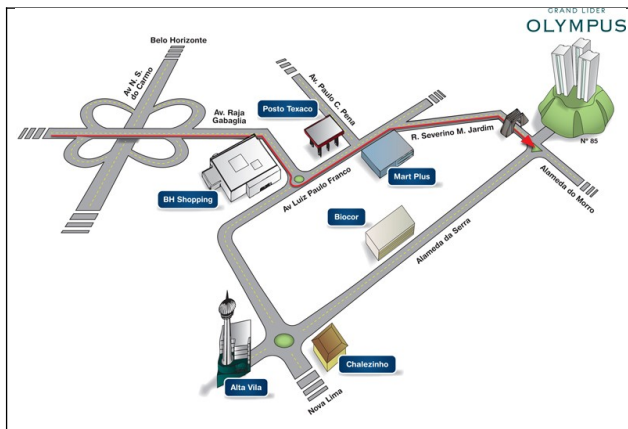 GRAND LIDER
OLYMPUS
Belo Horizonte
Av N. S.
do Carmo
Av. Raja
Gabaglia
Posto Texaco
Av. Paulo C. Pena
R. Severino M. Jardim
Nº 85
BH Shopping
Av Luiz Paulo Franco
Mart Plus
Alameda do Morro
Biocor
Alameda da Serra
Chalezinho
Alta Vila
Nova Lima